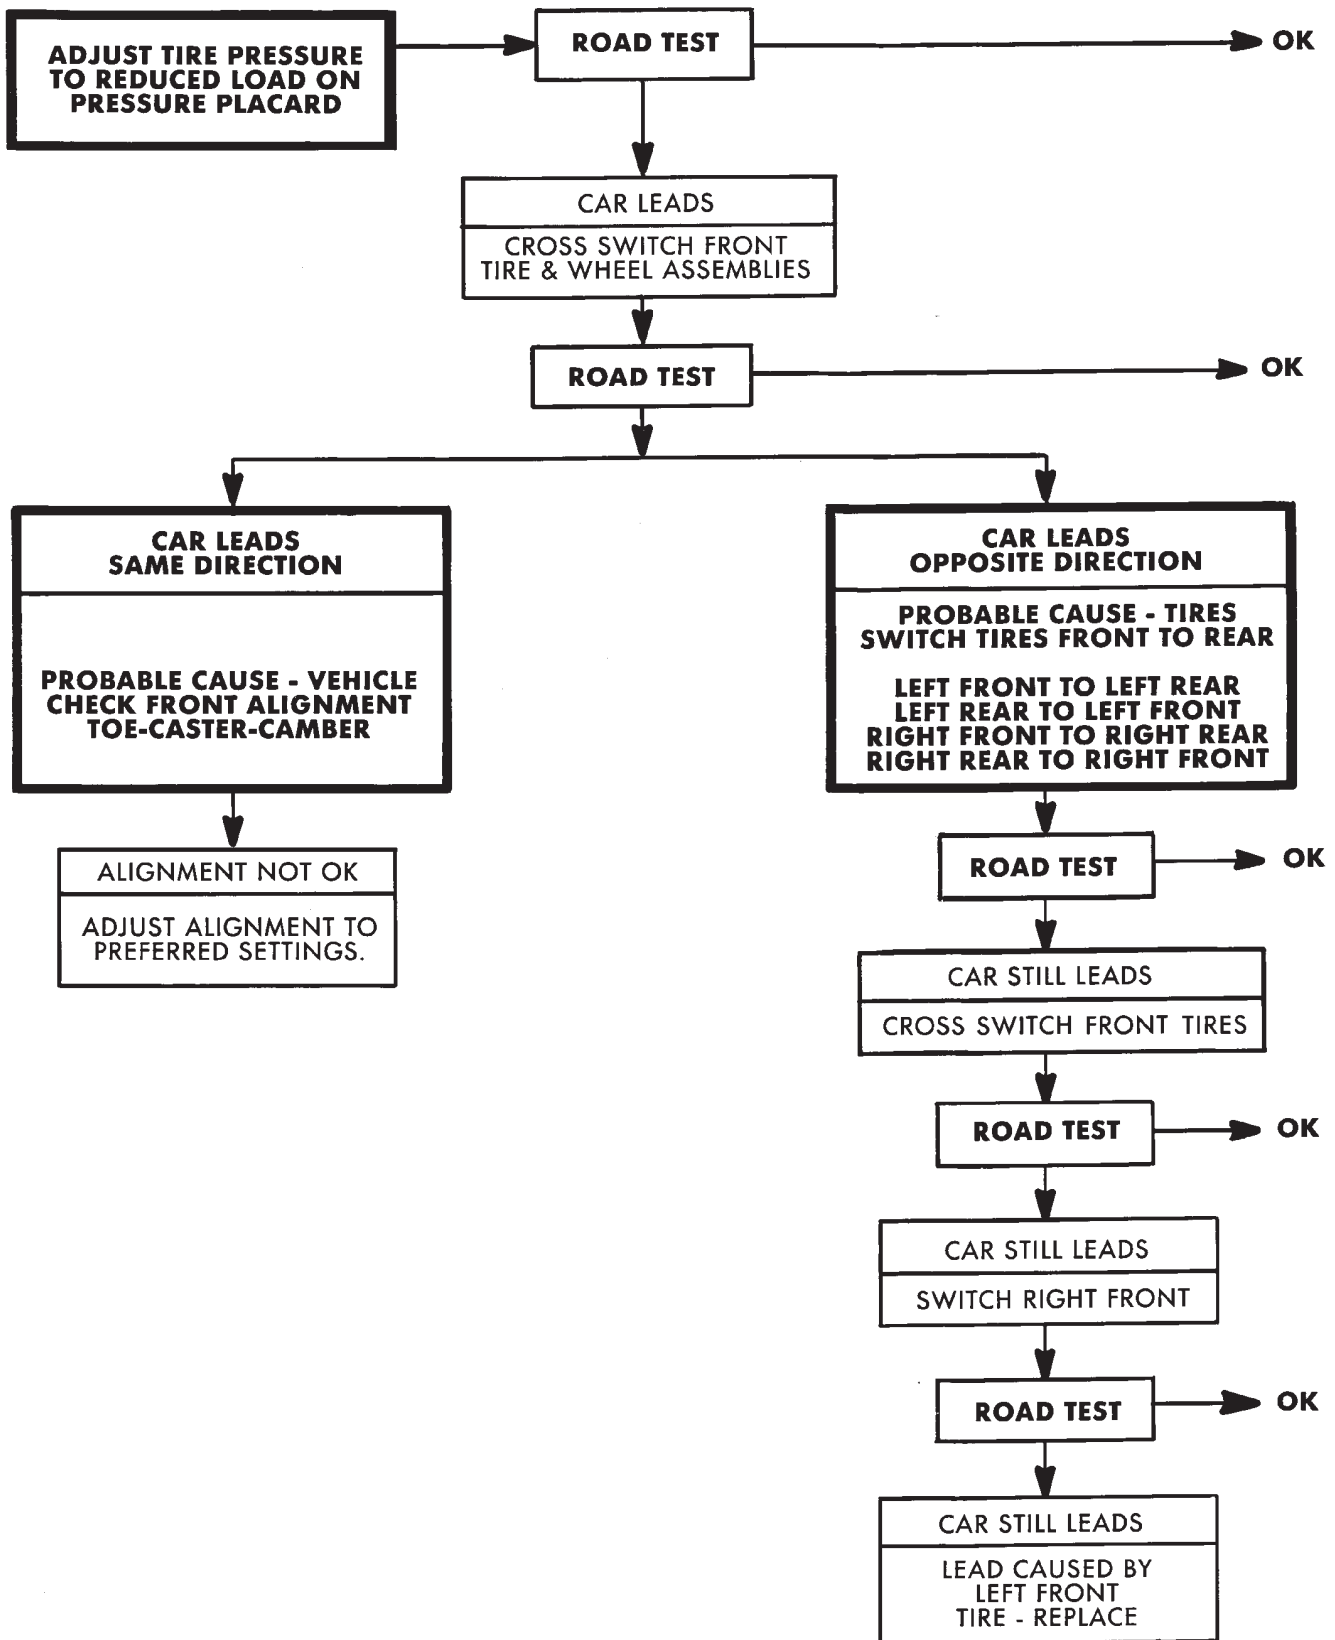 ADJUST TIRE PRESSURE
TO REDUCED LOAD ON
PRESSURE PLACARD
ROAD TEST
OK
CAR LEADS
CROSS SWITCH FRONT
TIRE & WHEEL ASSEMBLIES
ROAD TEST
OK
CAR LEADS
SAME DIRECTION
PROBABLE CAUSE - VEHICLE
CHECK FRONT ALIGNMENT
TOE-CASTER-CAMBER
ALIGNMENT NOT OK
ADJUST ALIGNMENT TO
PREFERRED SETTINGS.
CAR LEADS
OPPOSITE DIRECTION
PROBABLE CAUSE - TIRES
SWITCH TIRES FRONT TO REAR
LEFT FRONT TO LEFT REAR
LEFT REAR TO LEFT FRONT
RIGHT FRONT TO RIGHT REAR
RIGHT REAR TO RIGHT FRONT
ROAD TEST
OK
CAR STILL LEADS
CROSS SWITCH FRONT TIRES
ROAD TEST
OK
CAR STILL LEADS
SWITCH RIGHT FRONT
ROAD TEST
OK
CAR STILL LEADS
LEAD CAUSED BY
LEFT FRONT
TIRE - REPLACE